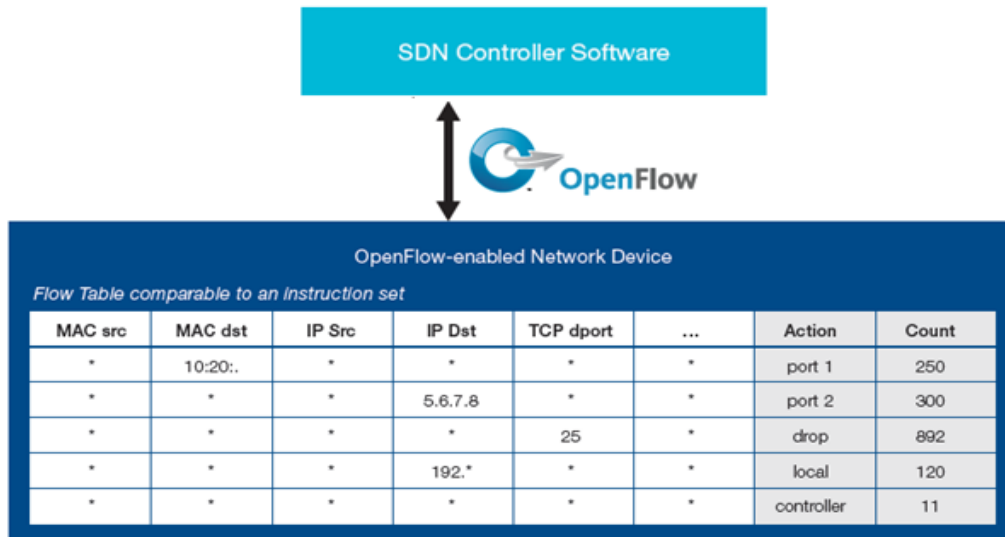 SDN Controller Software
OpenFlow
OpenFlow-enabled Network Device
Flow Table comparable to an instruction set
MAC src MAC dst IP Src IP Dst TCP dport ... Action Count
* 10:20:. * * * * port 1 250
* * * 5.6.7.8 * * port 2 300
* * * * 25 * drop 892
* * * 192.* * * local 120
* * * * * * controller 11